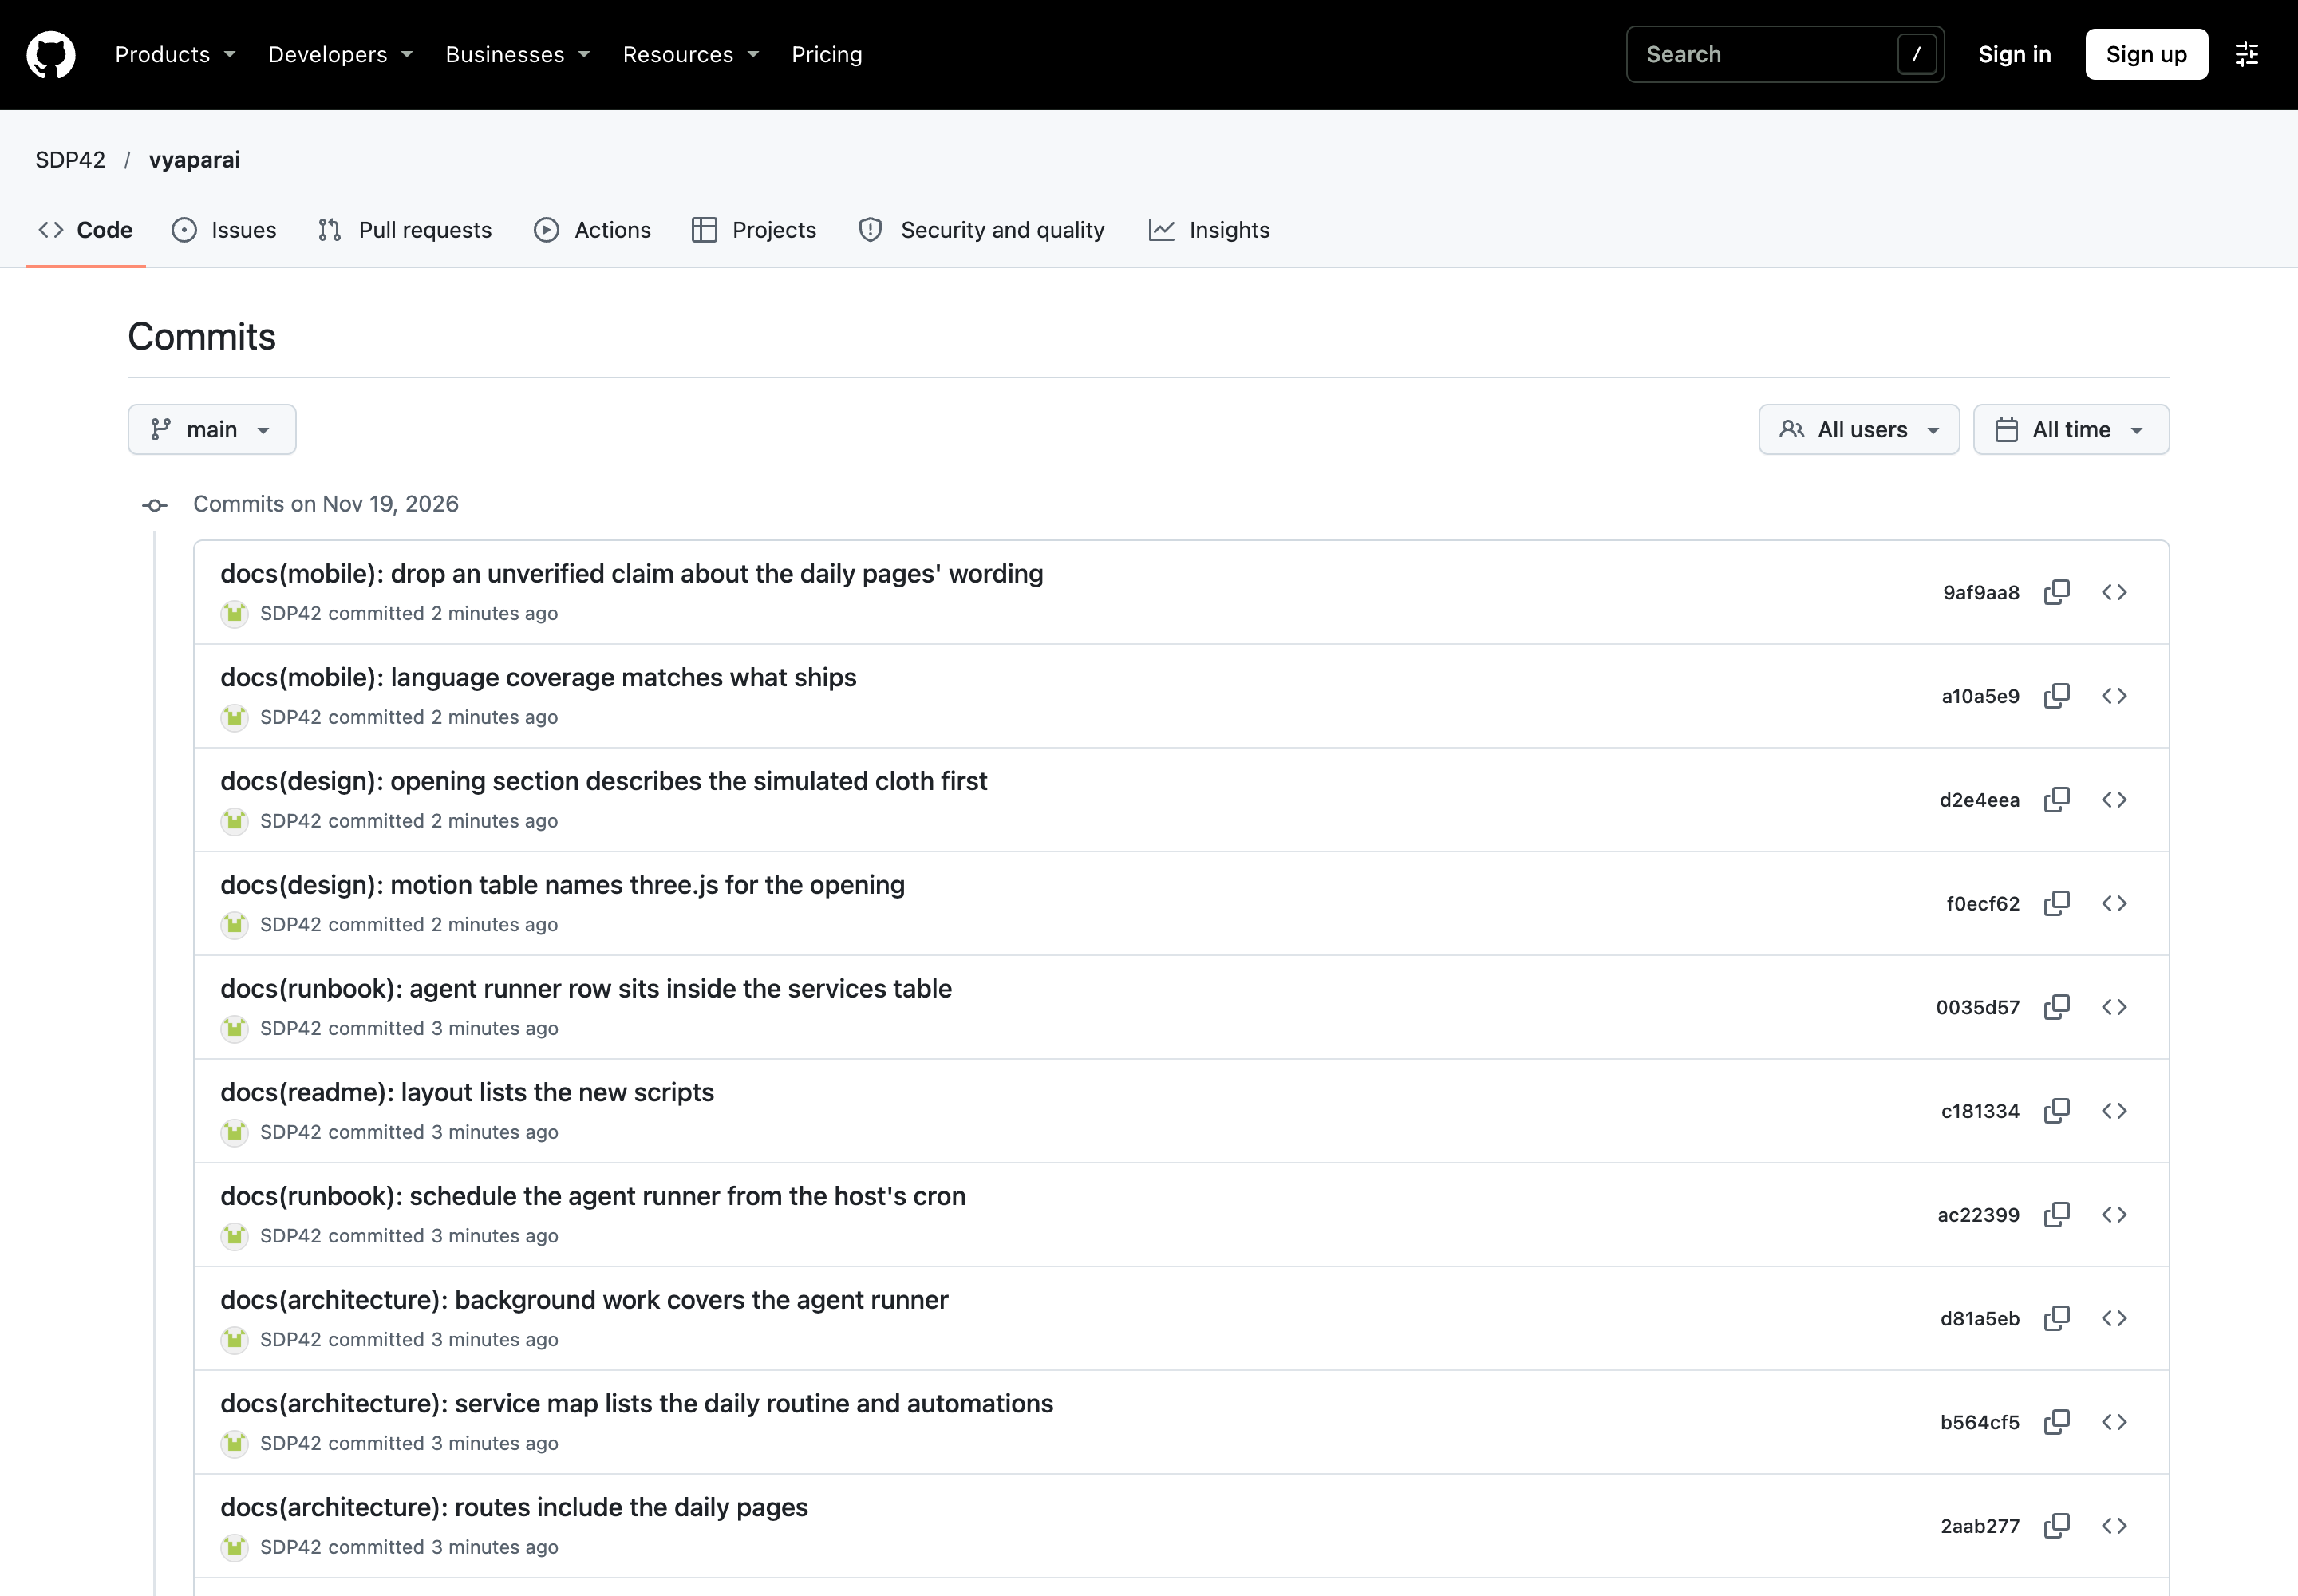 Products Developers Businesses Resources Pricing Search / Sign in Sign up
SDP42 / vyaparai
Code Issues Pull requests Actions Projects Security and quality Insights
Commits
main All users All time
Commits on Nov 19, 2026
docs(mobile): drop an unverified claim about the daily pages' wording
SDP42 committed 2 minutes ago
9af9aa8
docs(mobile): language coverage matches what ships
SDP42 committed 2 minutes ago
a10a5e9
docs(design): opening section describes the simulated cloth first
SDP42 committed 2 minutes ago
d2e4eea
docs(design): motion table names three.js for the opening
SDP42 committed 2 minutes ago
f0ecf62
docs(runbook): agent runner row sits inside the services table
SDP42 committed 3 minutes ago
0035d57
docs(readme): layout lists the new scripts
SDP42 committed 3 minutes ago
c181334
docs(runbook): schedule the agent runner from the host's cron
SDP42 committed 3 minutes ago
ac22399
docs(architecture): background work covers the agent runner
SDP42 committed 3 minutes ago
d81a5eb
docs(architecture): service map lists the daily routine and automations
SDP42 committed 3 minutes ago
b564cf5
docs(architecture): routes include the daily pages
SDP42 committed 3 minutes ago
2aab277